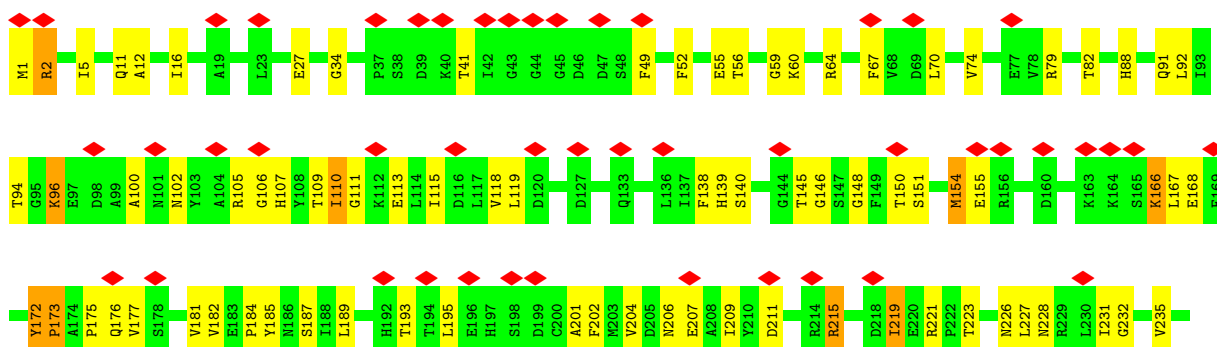 M1 R2 I5 Q11 A12 I16 A19 L23 E27 G34 P37 S38 D39 K40 T41 I42 G43 G44 G45 D46 D47 S48 F49 F52 E55 T56 G59 K60 R64 F67 V68 D69 L70 V74 E77 V78 R79 T82 H88 Q91 L92 I93
T94 G95 K96 E97 D98 A99 A100 N101 N102 Y103 A104 R105 G106 H107 Y108 T109 I110 G111 K112 E113 L114 I115 D116 L117 V118 L119 D120 D127 Q133 L136 I137 F138 H139 S140 G144 T145 G146 S147 G148 F149 T150 S151 M154 E155 R156 D160 K163 K164 S165 K166 L167 E168 E169
Y172 P173 A174 P175 Q176 V177 S178 V181 V182 E183 P184 Y185 N186 S187 I188 L189 H192 T193 T194 L195 E196 H197 S198 D199 C200 A201 F202 M203 V204 D205 N206 E207 A208 I209 Y210 D211 R214 R215 D218 I219 E220 R221 P222 T223 N226 L227 N228 R229 L230 I231 G232 V235